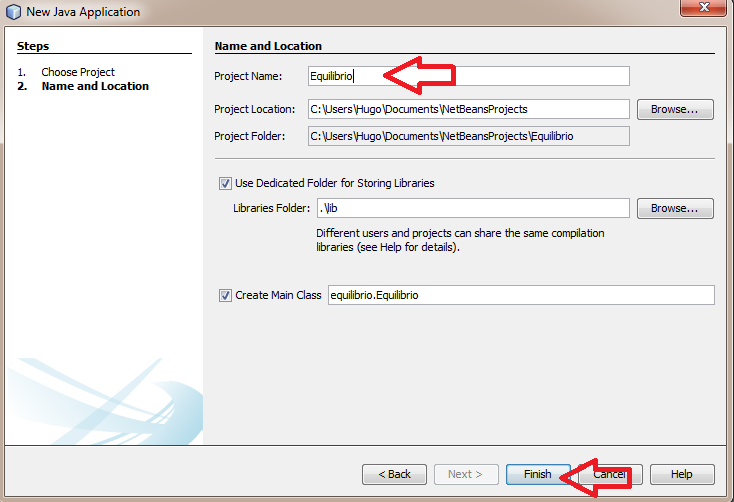 New Java Application
Steps
1. Choose Project
2. Name and Location
Name and Location
Project Name: Equilibrio
Project Location: C:\Users\Hugo\Documents\NetBeansProjects Browse...
Project Folder: C:\Users\Hugo\Documents\NetBeansProjects\Equilibrio
Use Dedicated Folder for Storing Libraries
Libraries Folder: .\lib Browse...
Different users and projects can share the same compilation
libraries (see Help for details).
Create Main Class equilibrio.Equilibrio
< Back Next > Finish Cancel Help